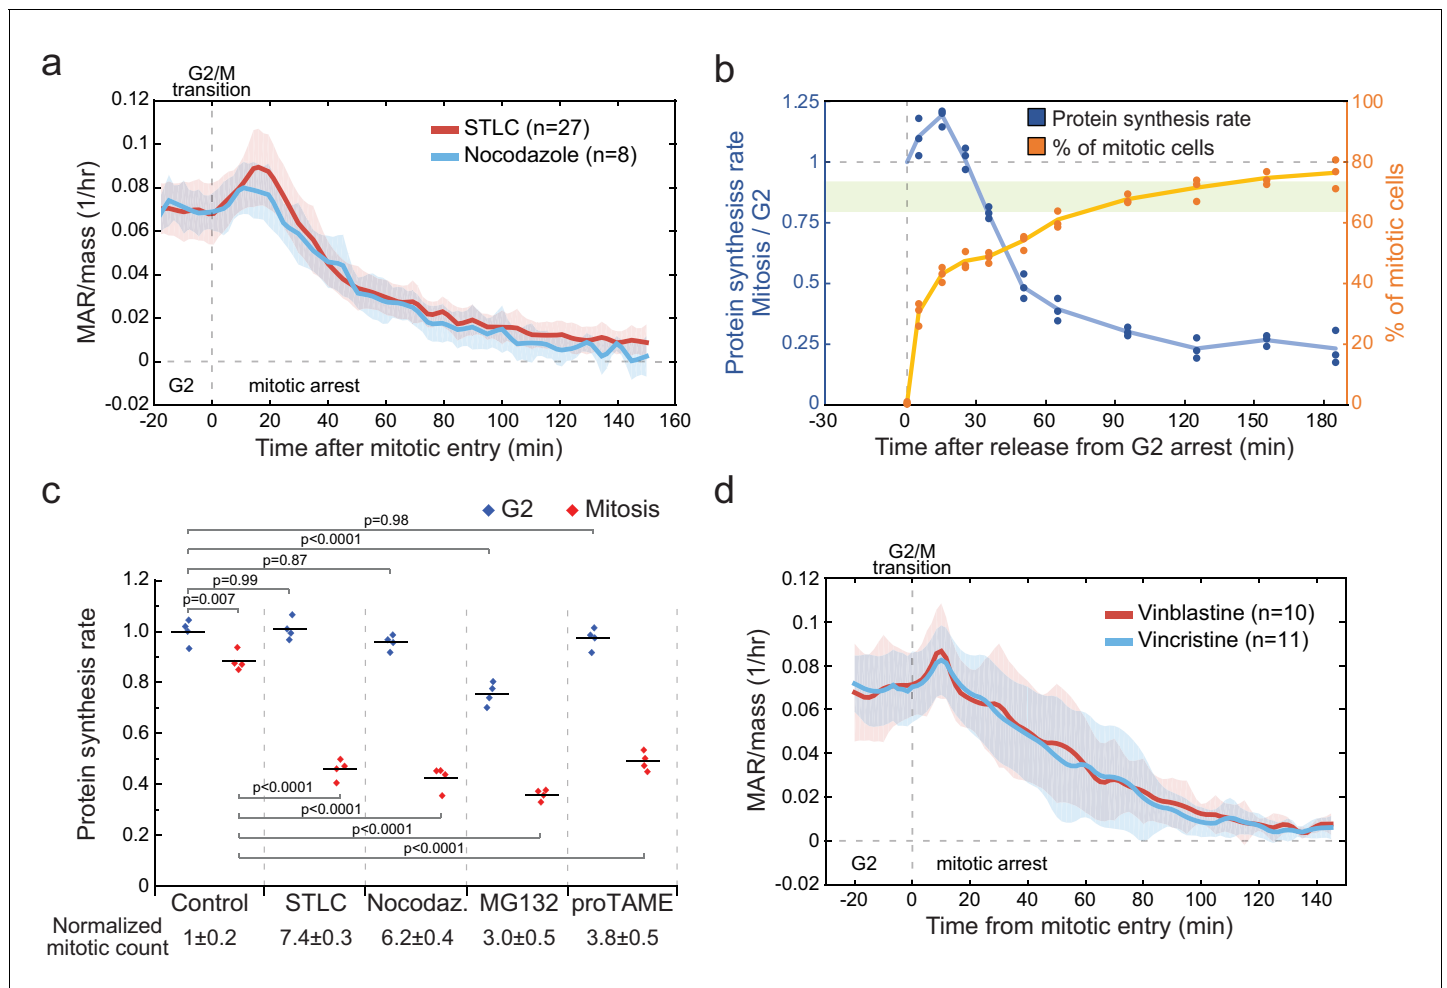 a
G2/M
transition
0.12
0.1
0.08
0.06
0.04
0.02
0
-0.02
MAR/mass (1/hr)
STLC (n=27)
Nocodazole (n=8)
G2
mitotic arrest
-20 0 20 40 60 80 100 120 140 160
Time after mitotic entry (min)
b
1.25
1
0.75
0.5
0.25
0
Protein synthesiss rate
Mitosis / G2
Protein synthesis rate
% of mitotic cells
100
80
60
40
20
0
% of mitotic cells
-30 0 30 60 90 120 150 180
Time after release from G2 arrest (min)
c
G2 Mitosis
p=0.98
p<0.0001
p=0.87
p=0.99
p=0.007
1.2
1.0
0.8
0.6
0.4
0.2
0
Protein synthesis rate
p<0.0001
p<0.0001
p<0.0001
p<0.0001
Control STLC Nocodaz. MG132 proTAME
Normalized
mitotic count
1±0.2 7.4±0.3 6.2±0.4 3.0±0.5 3.8±0.5
d
G2/M
transition
0.12
0.1
0.08
0.06
0.04
0.02
0
-0.02
MAR/mass (1/hr)
Vinblastine (n=10)
Vincristine (n=11)
G2
mitotic arrest
-20 0 20 40 60 80 100 120 140
Time from mitotic entry (min)